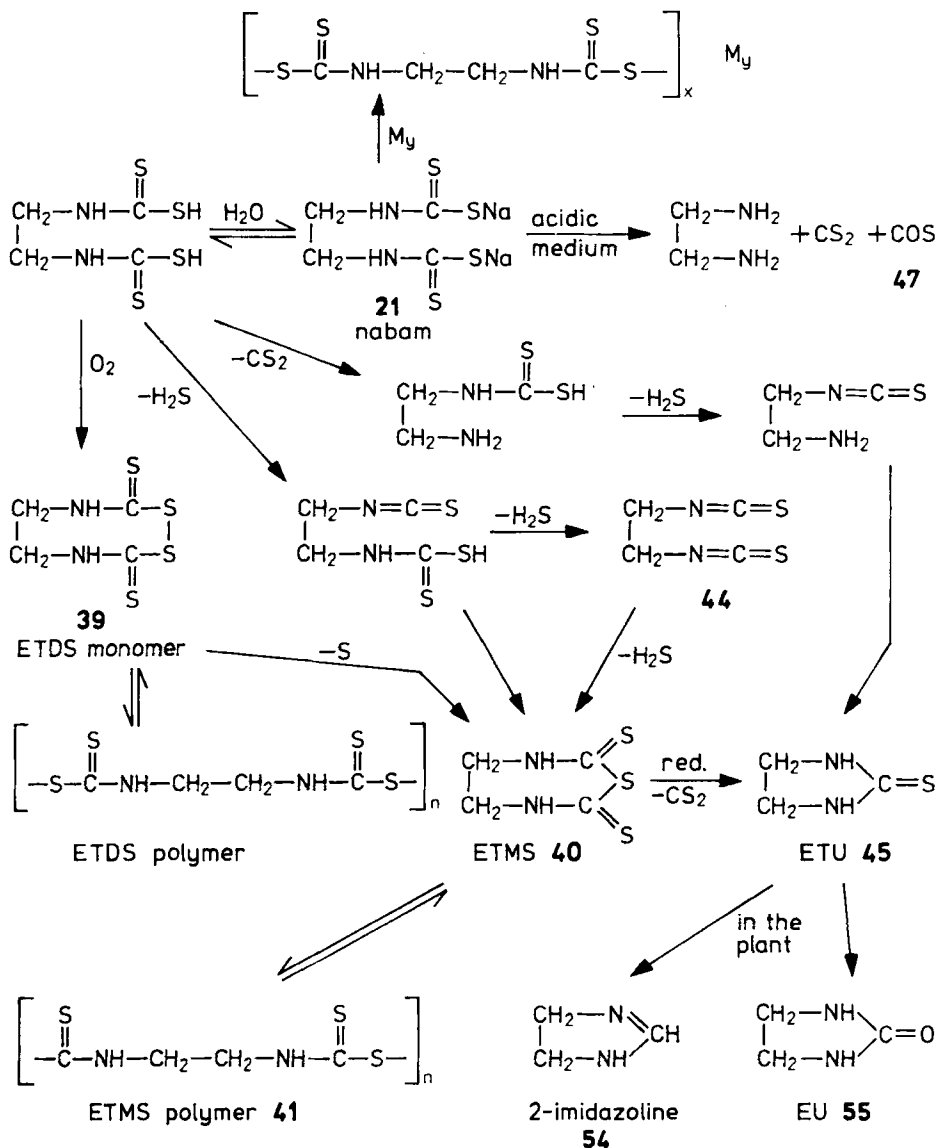 S S
[—S—C—NH—CH2—CH2—NH—C—S—]x My
My
S S
CH2—NH—C—SH H2O CH2—HN—C—SNa acidic CH2—NH2
CH2—NH—C—SH CH2—HN—C—SNa medium CH2—NH2 +CS2 +COS
S S 47
21
nabam
O2 —H2S —CS2
S
CH2—NH—C—SH —H2S CH2—N=C=S
CH2—NH2 CH2—NH2
S
CH2—NH—C—S CH2—N=C=S —H2S CH2—N=C=S
CH2—NH—C—S CH2—NH—C—SH CH2—N=C=S
S S
39 44
ETDS monomer —S —H2S
S S
[—S—C—NH—CH2—CH2—NH—C—S—]n
ETDS polymer
S
CH2—NH—C S red. CH2—NH C=S
CH2—NH—C —CS2 CH2—NH
S
ETMS 40 ETU 45
in the
plant
S S
[—C—NH—CH2—CH2—NH—C—S—]n
ETMS polymer 41
CH2—N CH
CH2—NH
2-imidazoline
54
CH2—NH C=O
CH2—NH
EU 55